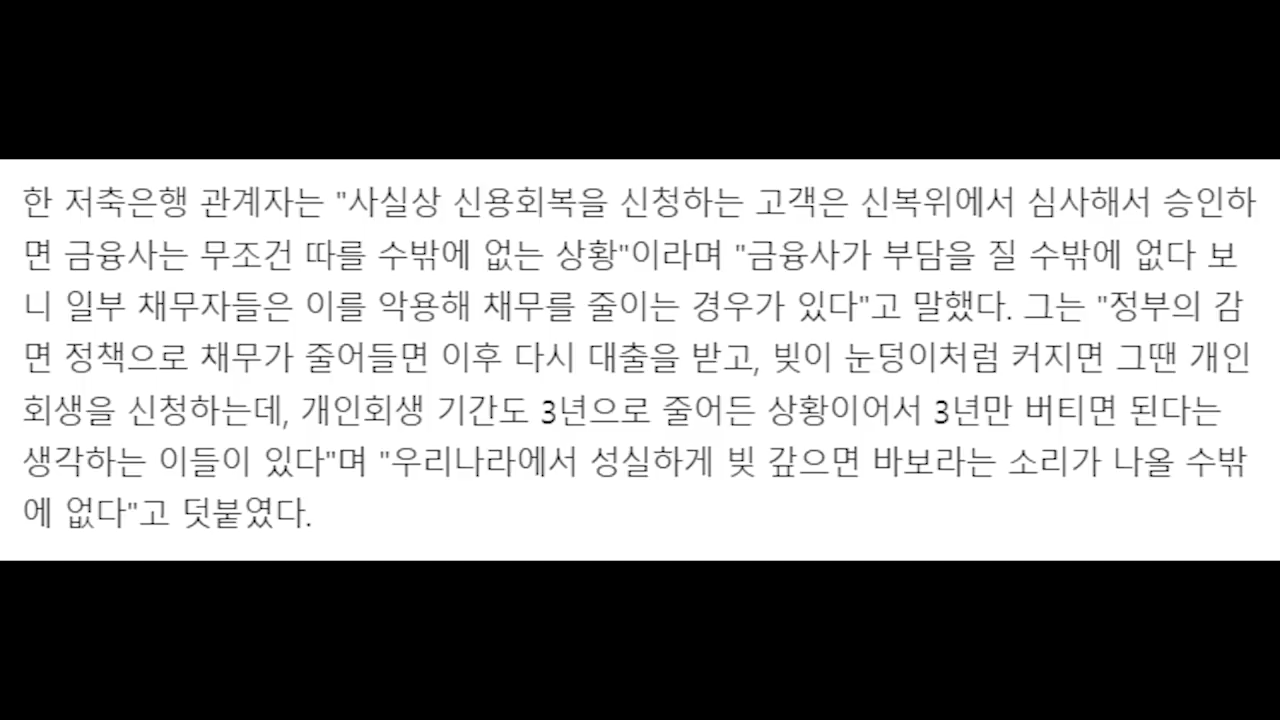 한 저축은행 관계자는 "사실상 신용회복을 신청하는 고객은 신복위에서 심사해서 승인하
면 금융사는 무조건 따를 수밖에 없는 상황"이라며 "금융사가 부담을 질 수밖에 없다 보
니 일부 채무자들은 이를 악용해 채무를 줄이는 경우가 있다"고 말했다. 그는 "정부의 감
면 정책으로 채무가 줄어들면 이후 다시 대출을 받고, 빚이 눈덩이처럼 커지면 그땐 개인
회생을 신청하는데, 개인회생 기간도 3년으로 줄어든 상황이어서 3년만 버티면 된다는
생각하는 이들이 있다"며 "우리나라에서 성실하게 빚 갚으면 바보라는 소리가 나올 수밖
에 없다"고 덧붙였다.